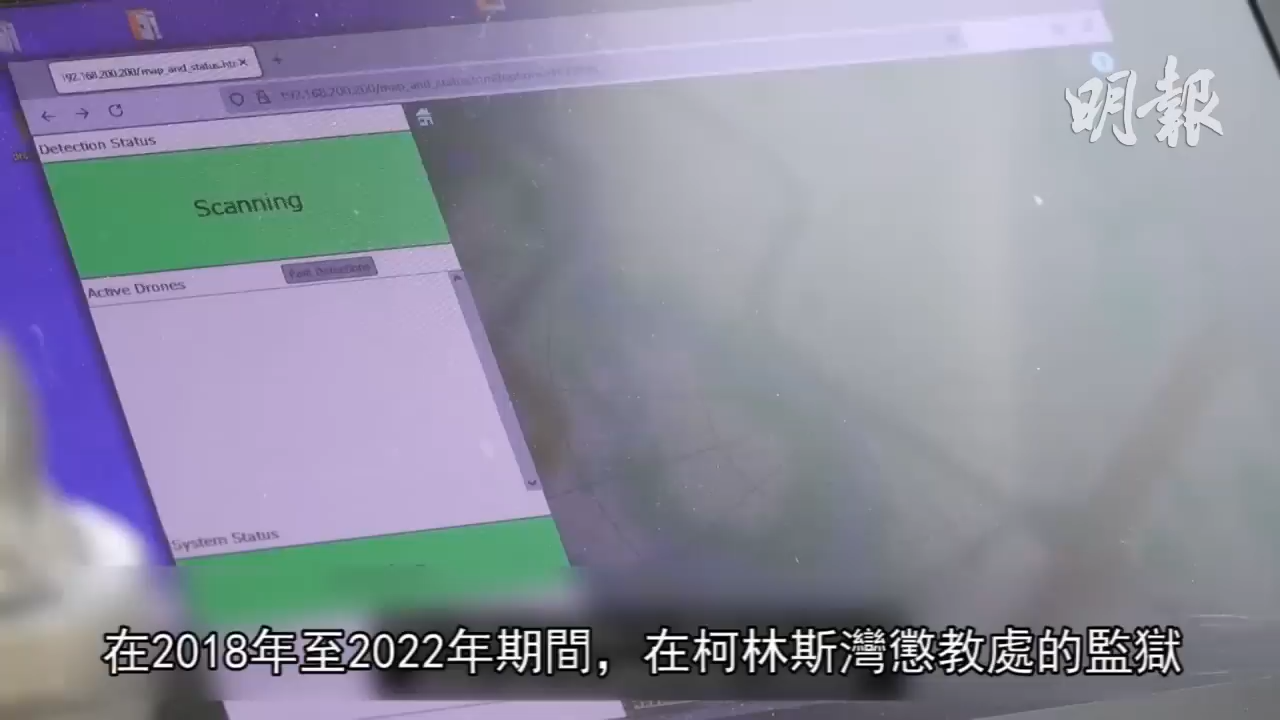 明報
192.168.200.200/map_and_status.ht
Detection Status
Scanning
Past Detections
Active Drones
System Status
在2018年至2022年期間，在柯林斯灣懲教處的監獄